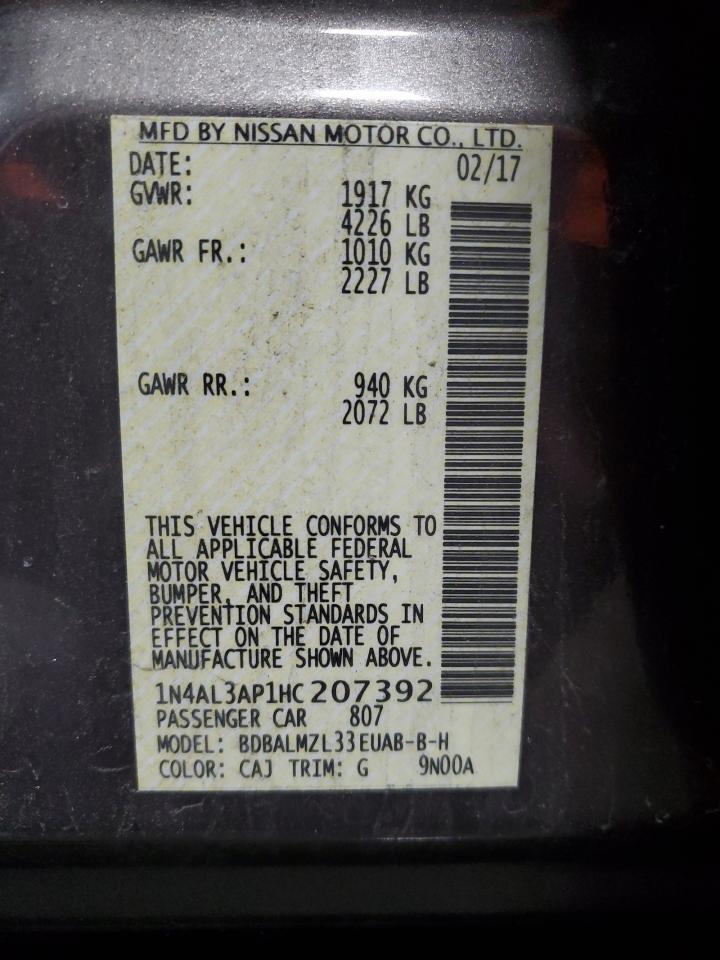 MFD BY NISSAN MOTOR CO., LTD.
DATE: 02/17
GVWR: 1917 KG
4226 LB
GAWR FR.: 1010 KG
2227 LB
GAWR RR.: 940 KG
2072 LB
THIS VEHICLE CONFORMS TO
ALL APPLICABLE FEDERAL
MOTOR VEHICLE SAFETY,
BUMPER, AND THEFT
PREVENTION STANDARDS IN
EFFECT ON THE DATE OF
MANUFACTURE SHOWN ABOVE.
1N4AL3AP1HC207392
PASSENGER CAR 807
MODEL: BDBALMZL33EUAB-B-H
COLOR: CAJ TRIM: G 9N00A